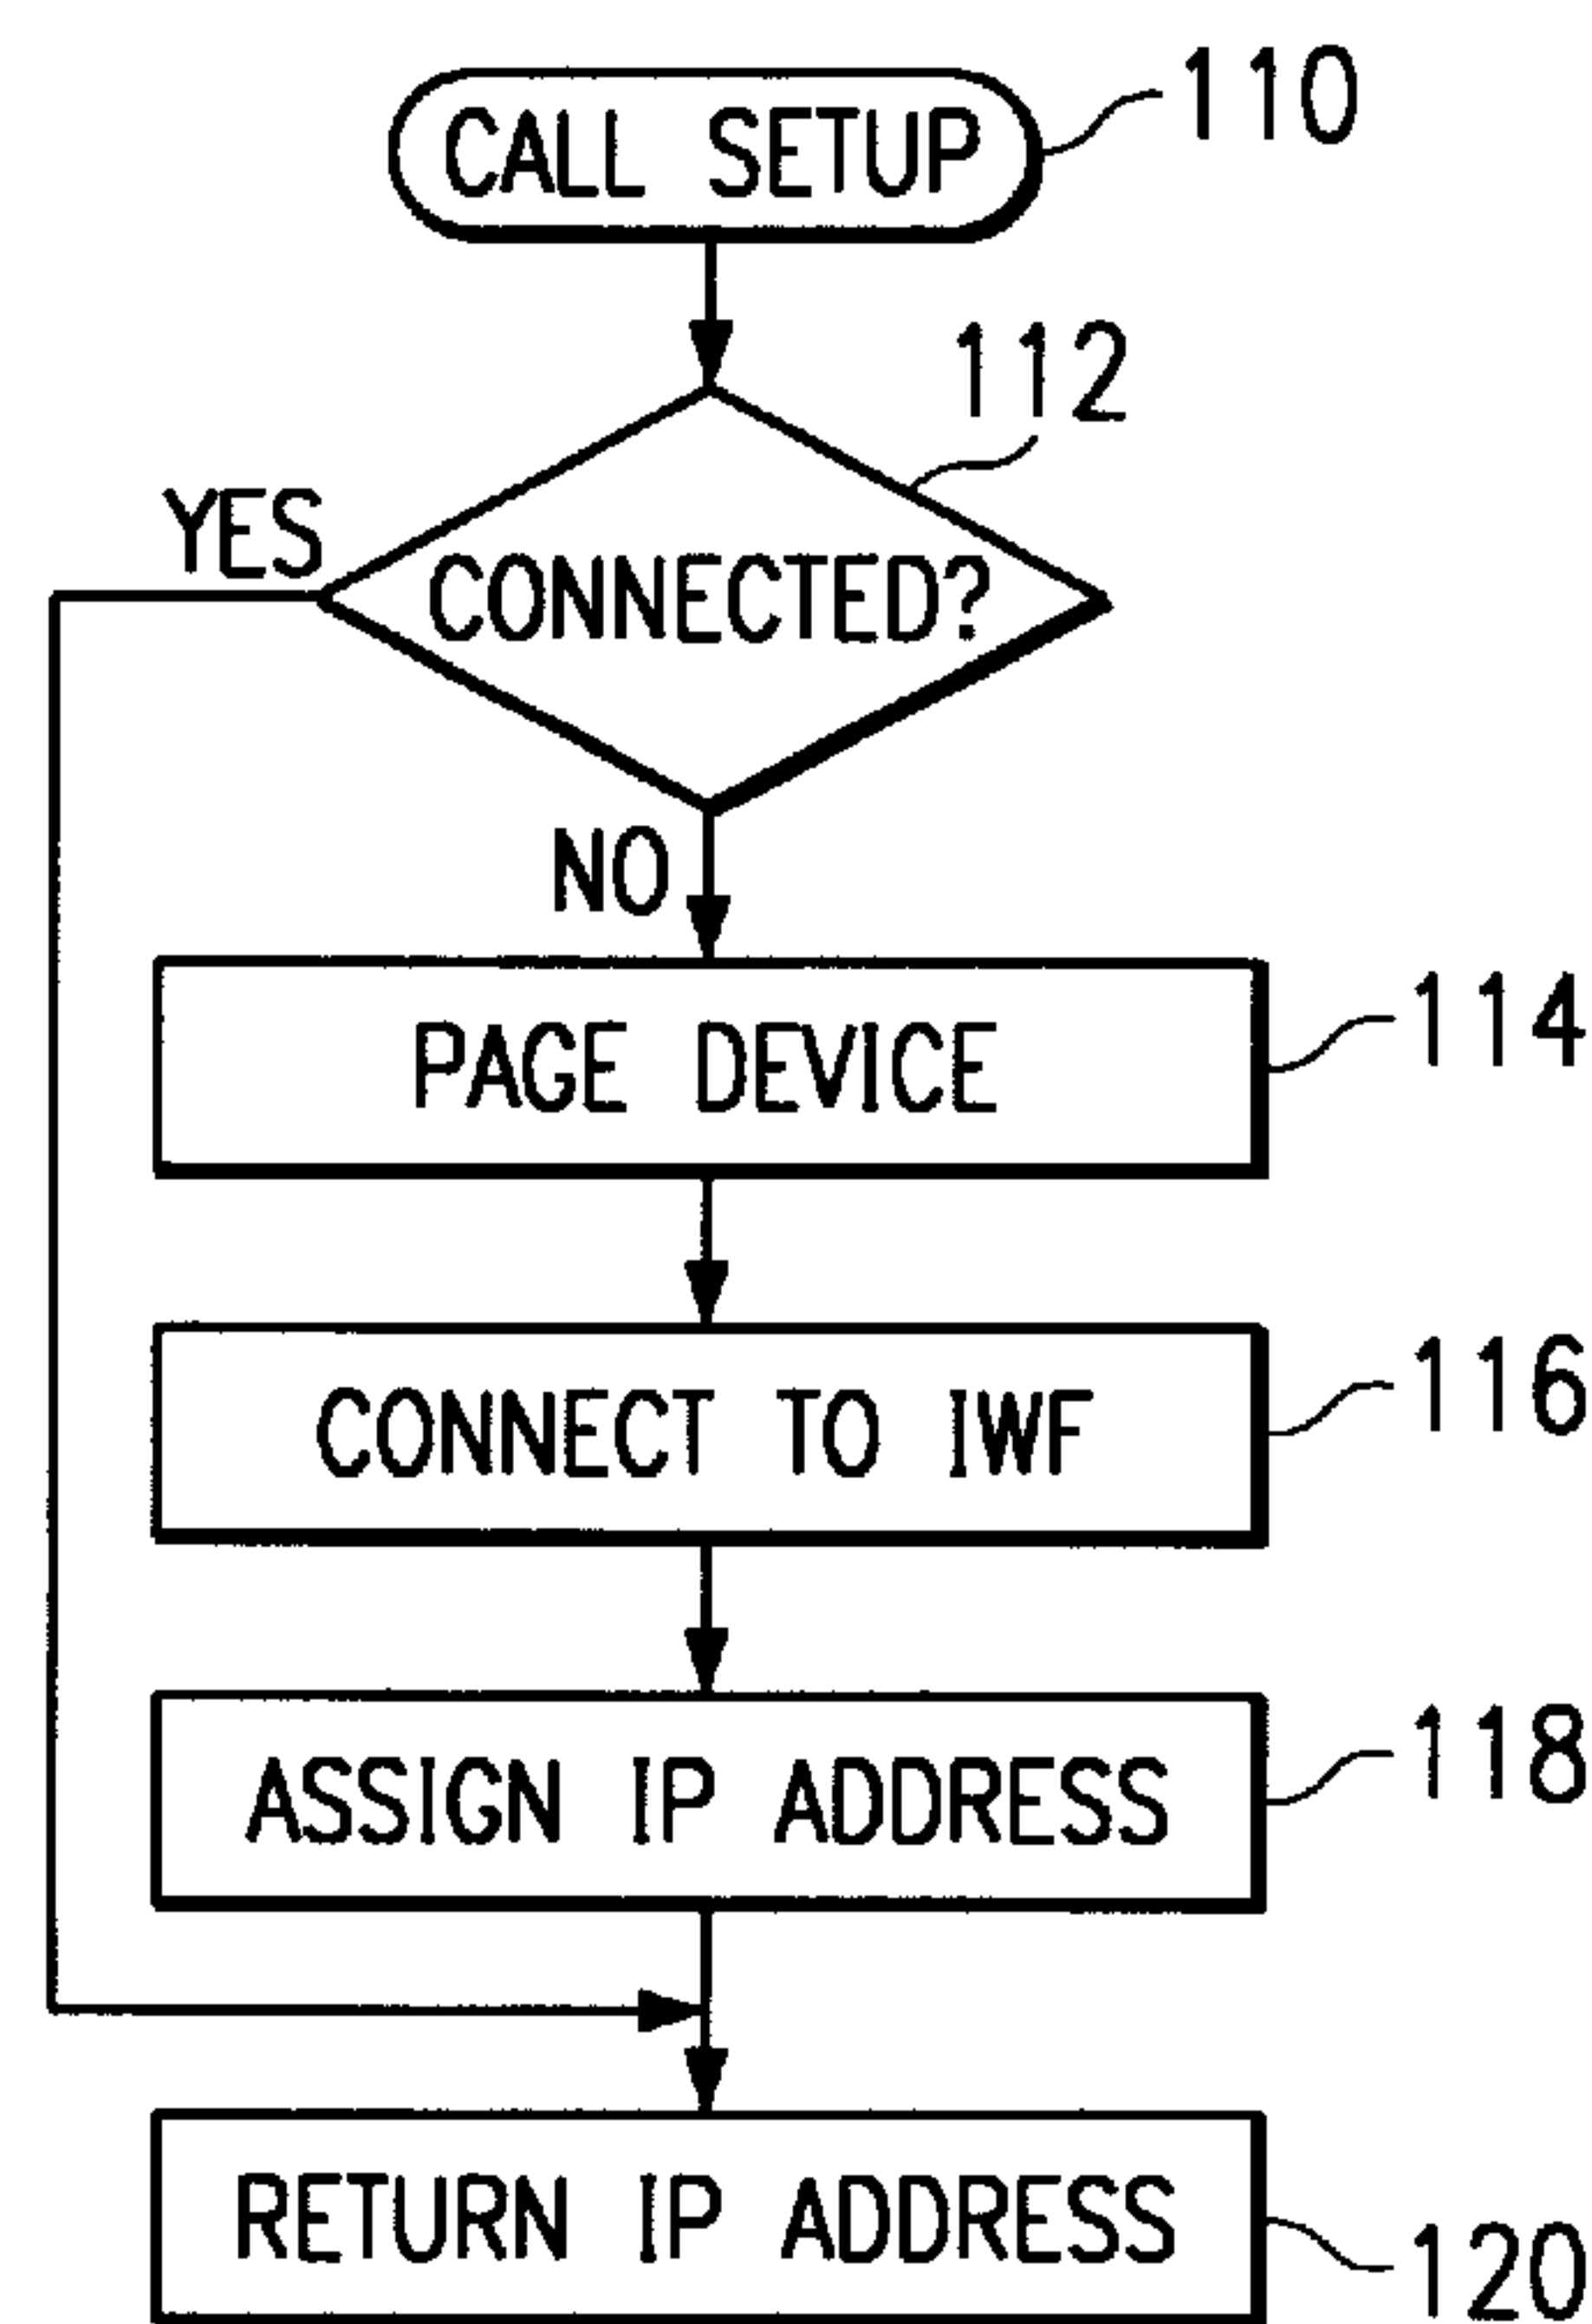 CALL SETUP
110
112
YES
CONNECTED?
NO
PAGE DEVICE
114
CONNECT TO IWF
116
ASSIGN IP ADDRESS
118
RETURN IP ADDRESS
120